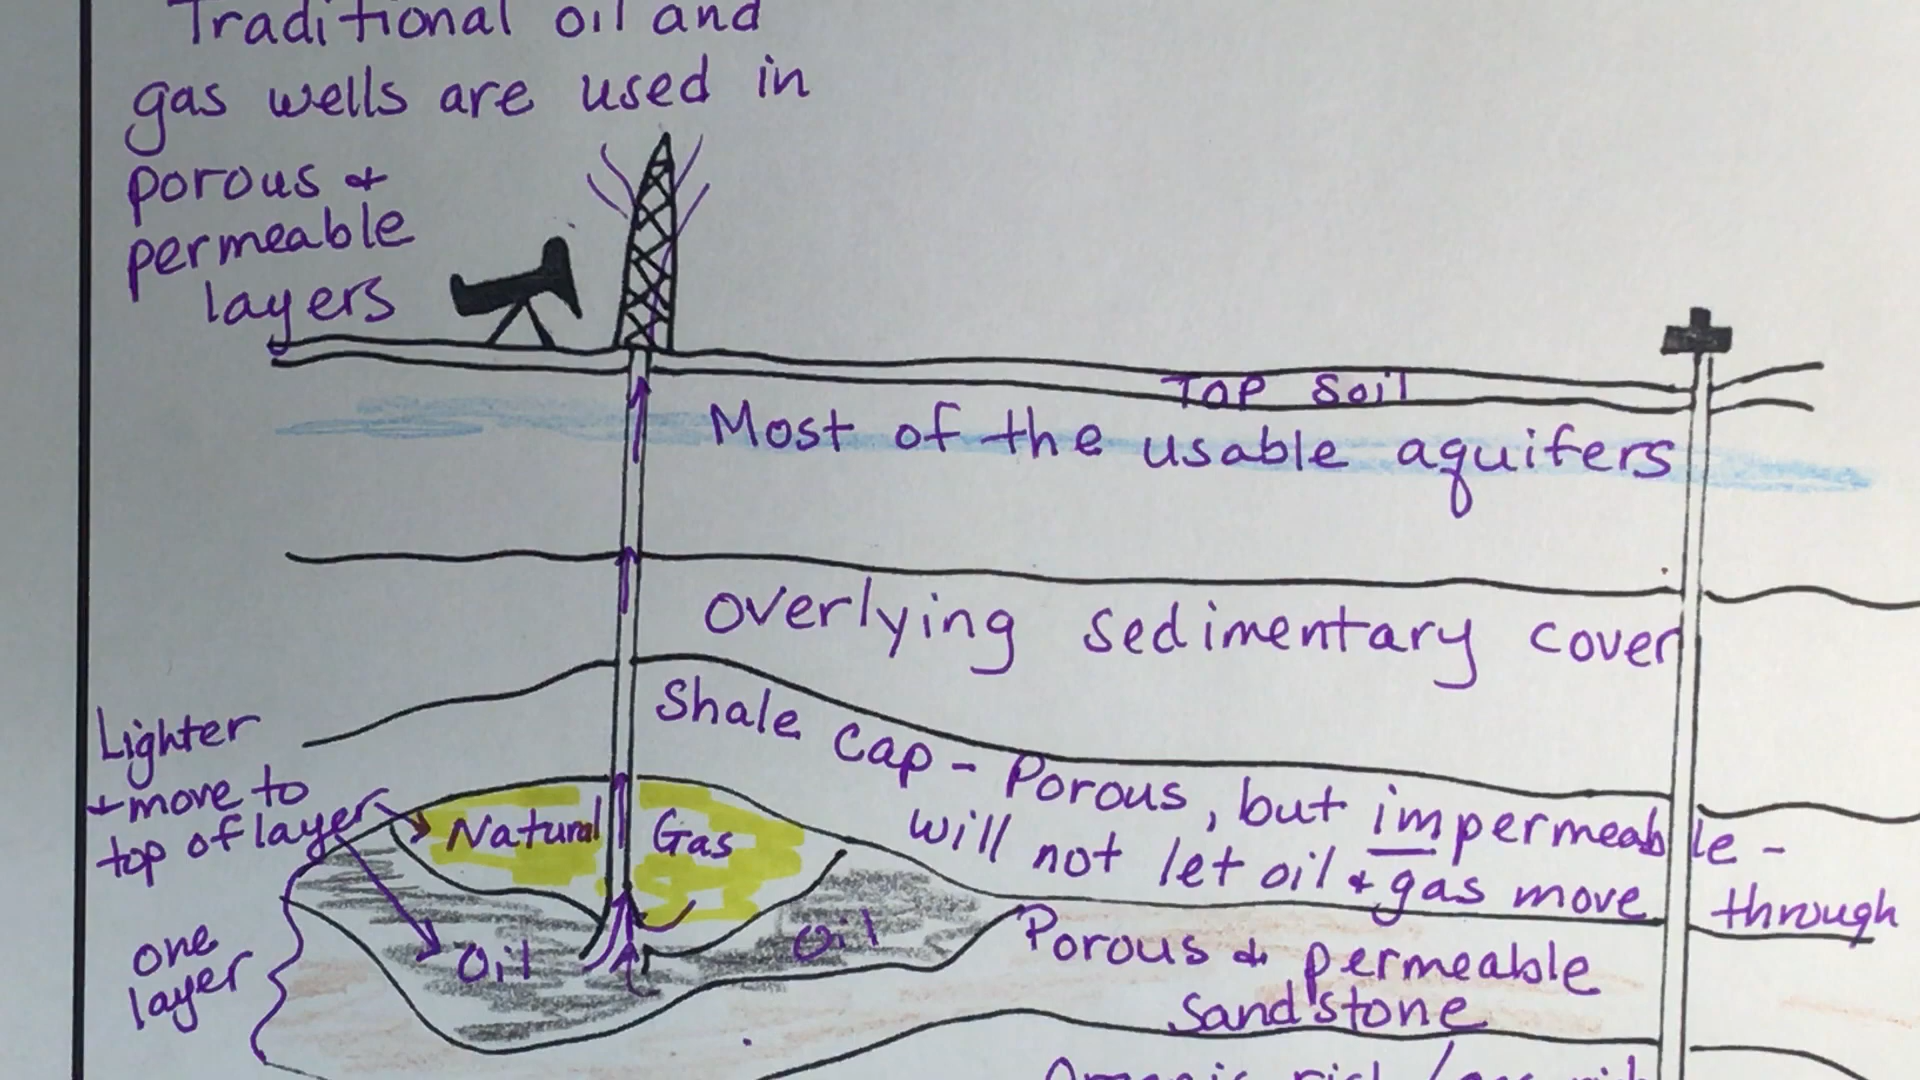 Traditional oil and
gas wells are used in
porous +
permeable
layers
Top Soil
Most of the usable aquifers
overlying sedimentary cover
Shale Cap - Porous, but impermeable -
will not let oil + gas move through
Lighter
+ move to
top of layer
Natural Gas
Oil
Oil
one
layer
Porous + permeable
Sandstone
Organic rich /